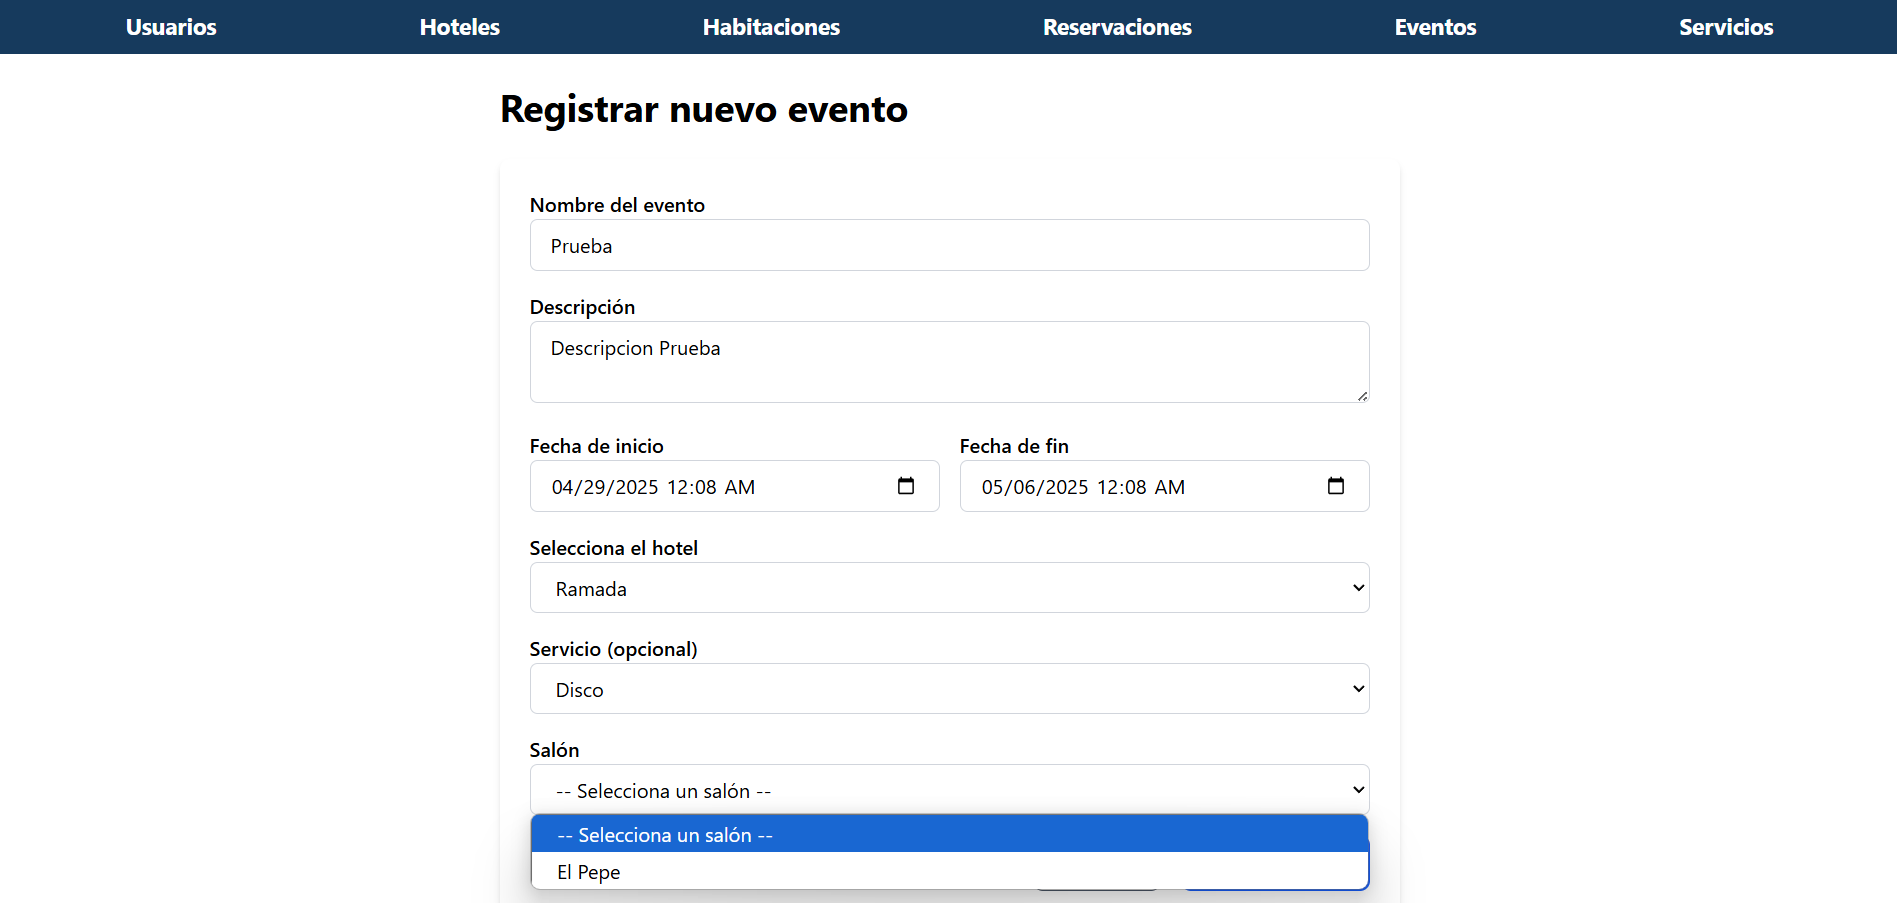 Usuarios Hoteles Habitaciones Reservaciones Eventos Servicios
Registrar nuevo evento
Nombre del evento
Prueba
Descripción
Descripcion Prueba
Fecha de inicio Fecha de fin
04/29/2025 12:08 AM 05/06/2025 12:08 AM
Selecciona el hotel
Ramada
Servicio (opcional)
Disco
Salón
-- Selecciona un salón --
-- Selecciona un salón --
El Pepe